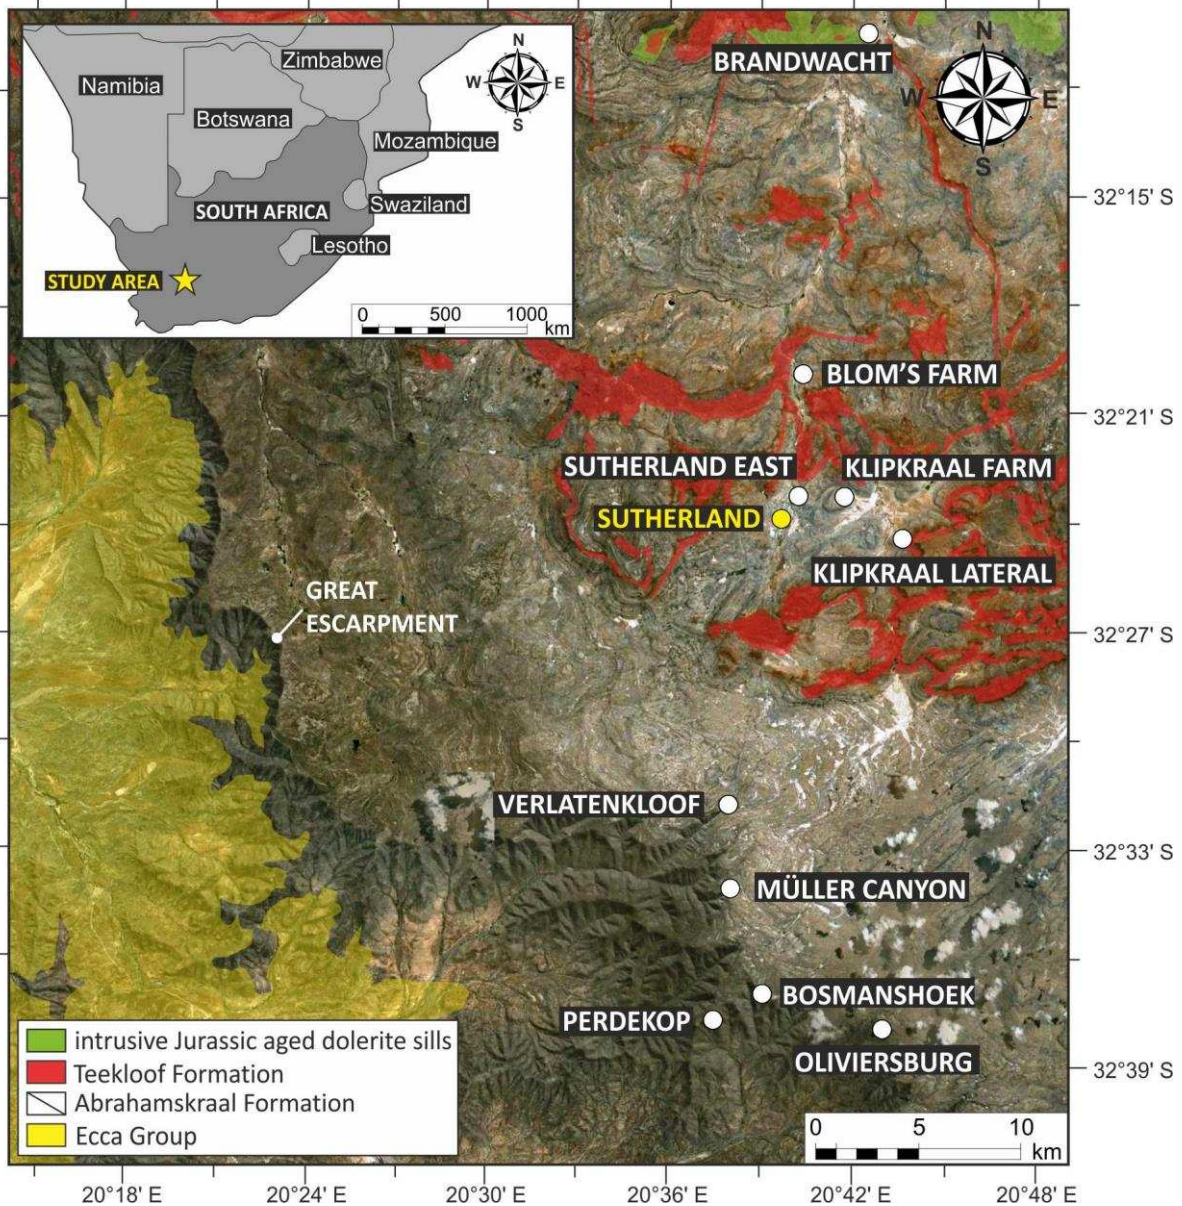 N
W
E
S
Namibia
Zimbabwe
Botswana
Mozambique
SOUTH AFRICA
Swaziland
Lesotho
STUDY AREA
0 500 1000
km
BRANDWACHT
N
W
E
S
32°15' S
BLOM'S FARM
32°21' S
SUTHERLAND EAST
KLIPKRAAL FARM
SUTHERLAND
KLIPKRAAL LATERAL
GREAT
ESCARPMENT
32°27' S
VERLATENKLOOF
32°33' S
MÜLLER CANYON
BOSMANSHOEK
PERDEKOP
OLIVIERSBURG
32°39' S
intrusive Jurassic aged dolerite sills
Teekloof Formation
Abrahamskraal Formation
Ecca Group
0 5 10
km
20°18' E 20°24' E 20°30' E 20°36' E 20°42' E 20°48' E